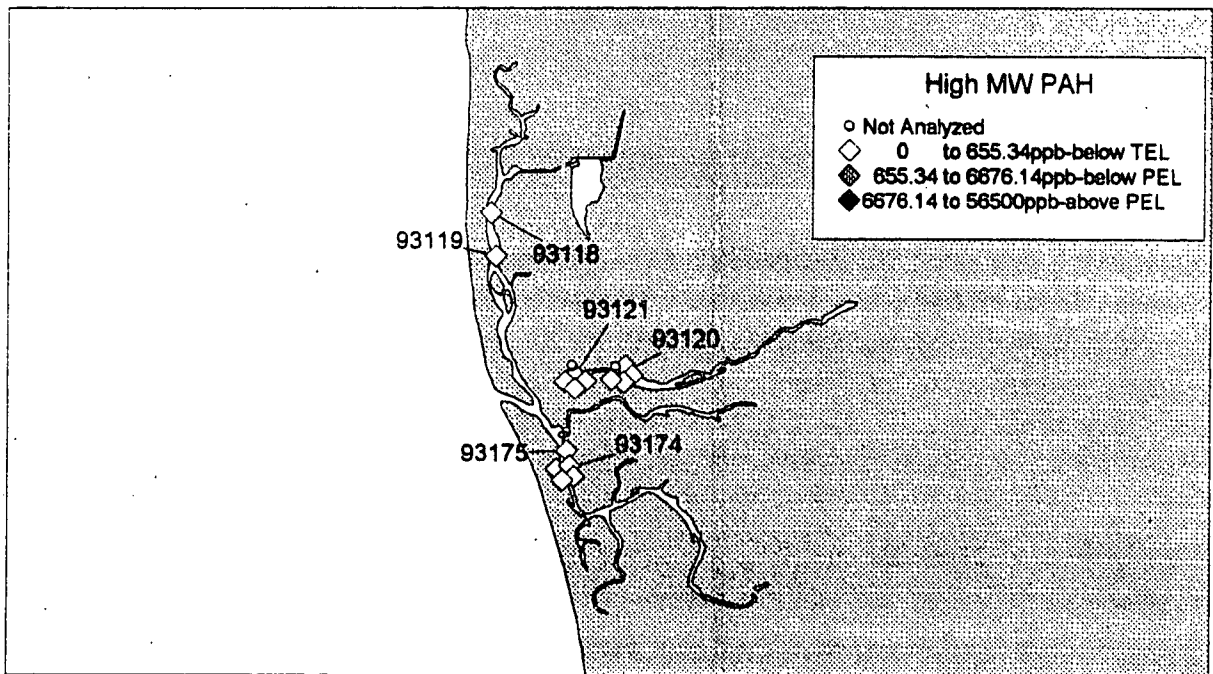 High MW PAH
Not Analyzed
0 to 655.34ppb-below TEL
655.34 to 6676.14ppb-below PEL
6676.14 to 56500ppb-above PEL
93119
93118
93121
93120
93175
93174